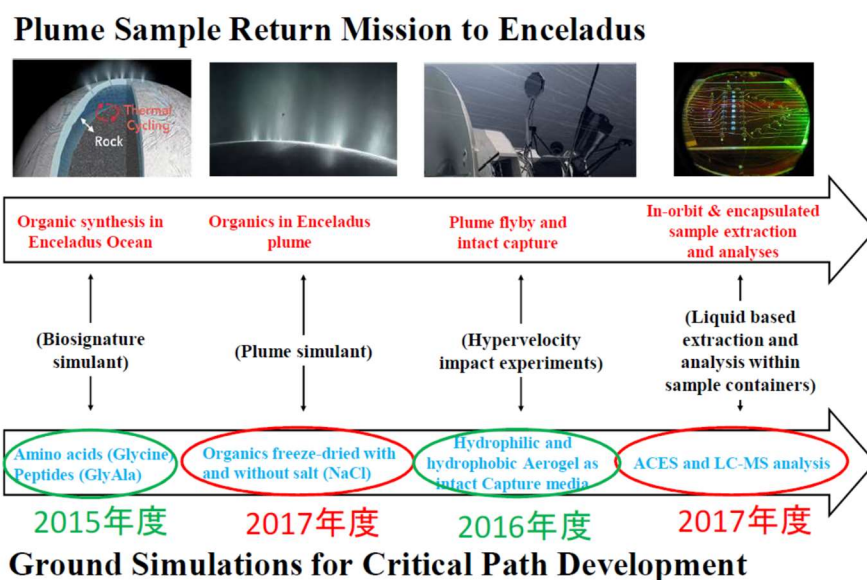 Plume Sample Return Mission to Enceladus
Thermal
Cycling
Rock
Organic synthesis in
Enceladus Ocean
Organics in Enceladus
plume
Plume flyby and
intact capture
In-orbit & encapsulated
sample extraction
and analyses
(Biosignature
simulant)
(Plume simulant)
(Hypervelocity
impact experiments)
(Liquid based
extraction and
analysis within
sample containers)
Amino acids (Glycine)
Peptides (GlyAla)
Organics freeze-dried with
and without salt (NaCl)
Hydrophilic and
hydrophobic Aerogel as
intact Capture media
ACES and LC-MS analysis
2015年度
2017年度
2016年度
2017年度
Ground Simulations for Critical Path Development